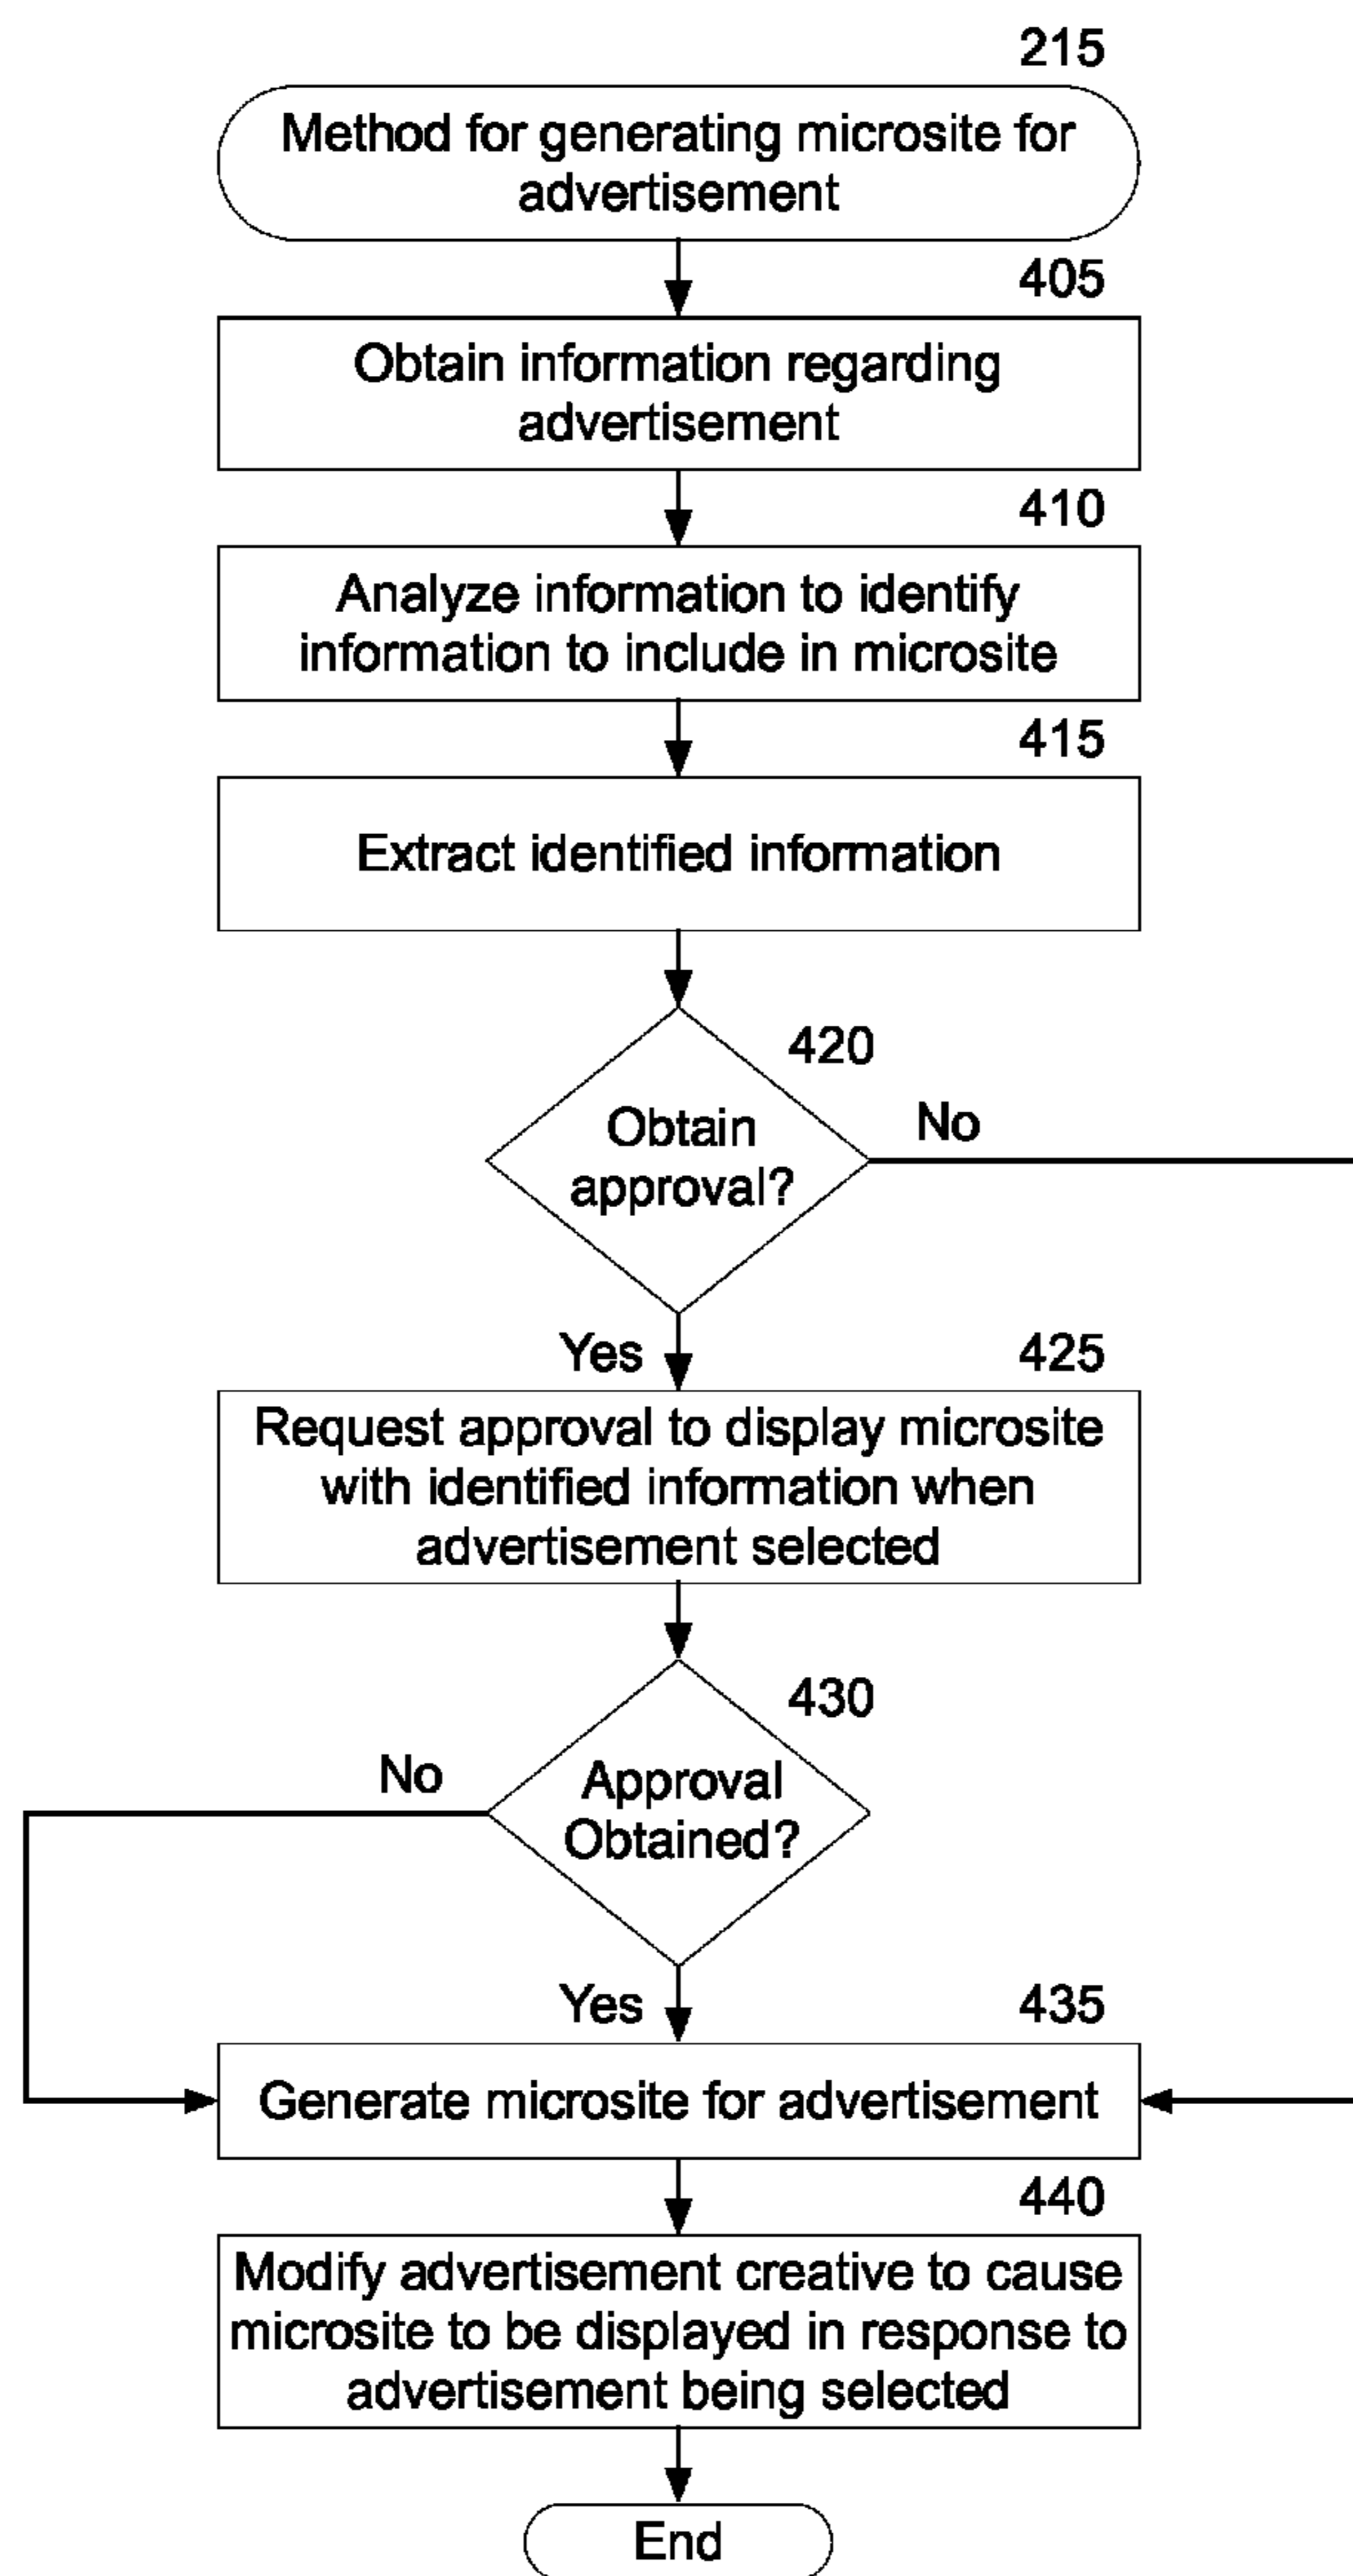 215
Method for generating microsite for
advertisement
405
Obtain information regarding
advertisement
410
Analyze information to identify
information to include in microsite
415
Extract identified information
420
Obtain
approval?
No
Yes
425
Request approval to display microsite
with identified information when
advertisement selected
430
No
Approval
Obtained?
Yes
435
Generate microsite for advertisement
440
Modify advertisement creative to cause
microsite to be displayed in response to
advertisement being selected
End